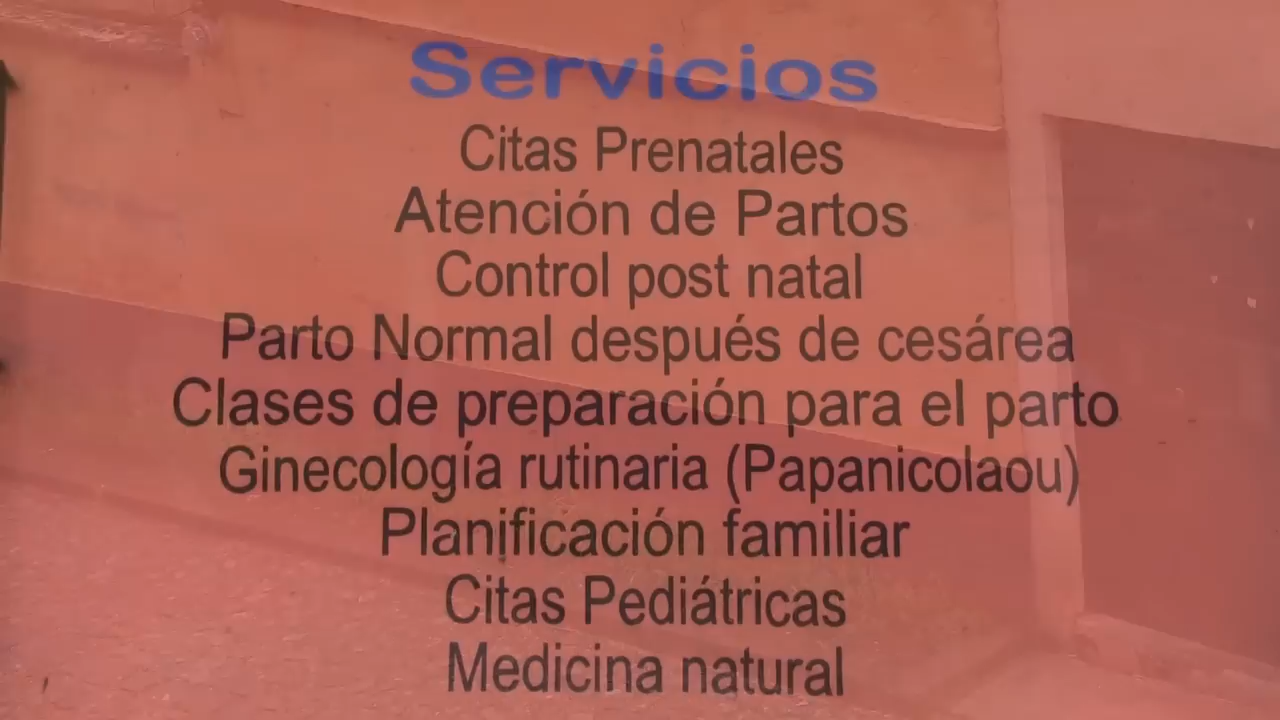 Servicios
Citas Prenatales
Atención de Partos
Control post natal
Parto Normal después de cesárea
Clases de preparación para el parto
Ginecología rutinaria (Papanicolaou)
Planificación familiar
Citas Pediátricas
Medicina natural